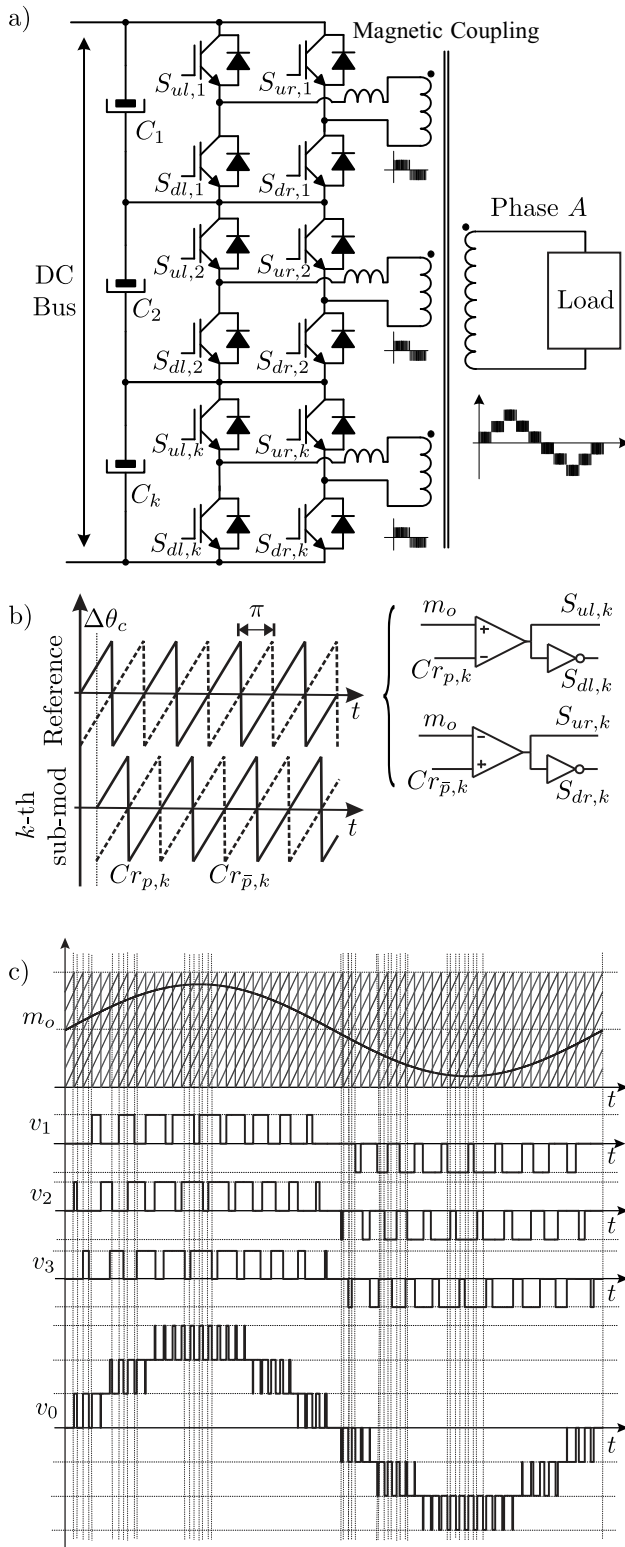 a)
Magnetic Coupling
S_{ul,1}
S_{ur,1}
C_1
S_{dl,1}
S_{dr,1}
Phase A
DC
Bus
S_{ul,2}
S_{ur,2}
C_2
Load
S_{dl,2}
S_{dr,2}
S_{ul,k}
S_{ur,k}
C_k
S_{dl,k}
S_{dr,k}
b)
Δθ_c
π
Reference
t
k-th
sub-mod
t
Cr_{p,k}
Cr_{p̄,k}
m_o
S_{ul,k}
+
−
Cr_{p,k}
S_{dl,k}
m_o
S_{ur,k}
−
+
Cr_{p̄,k}
S_{dr,k}
c)
m_o
t
v_1
t
v_2
t
v_3
t
v_0
t